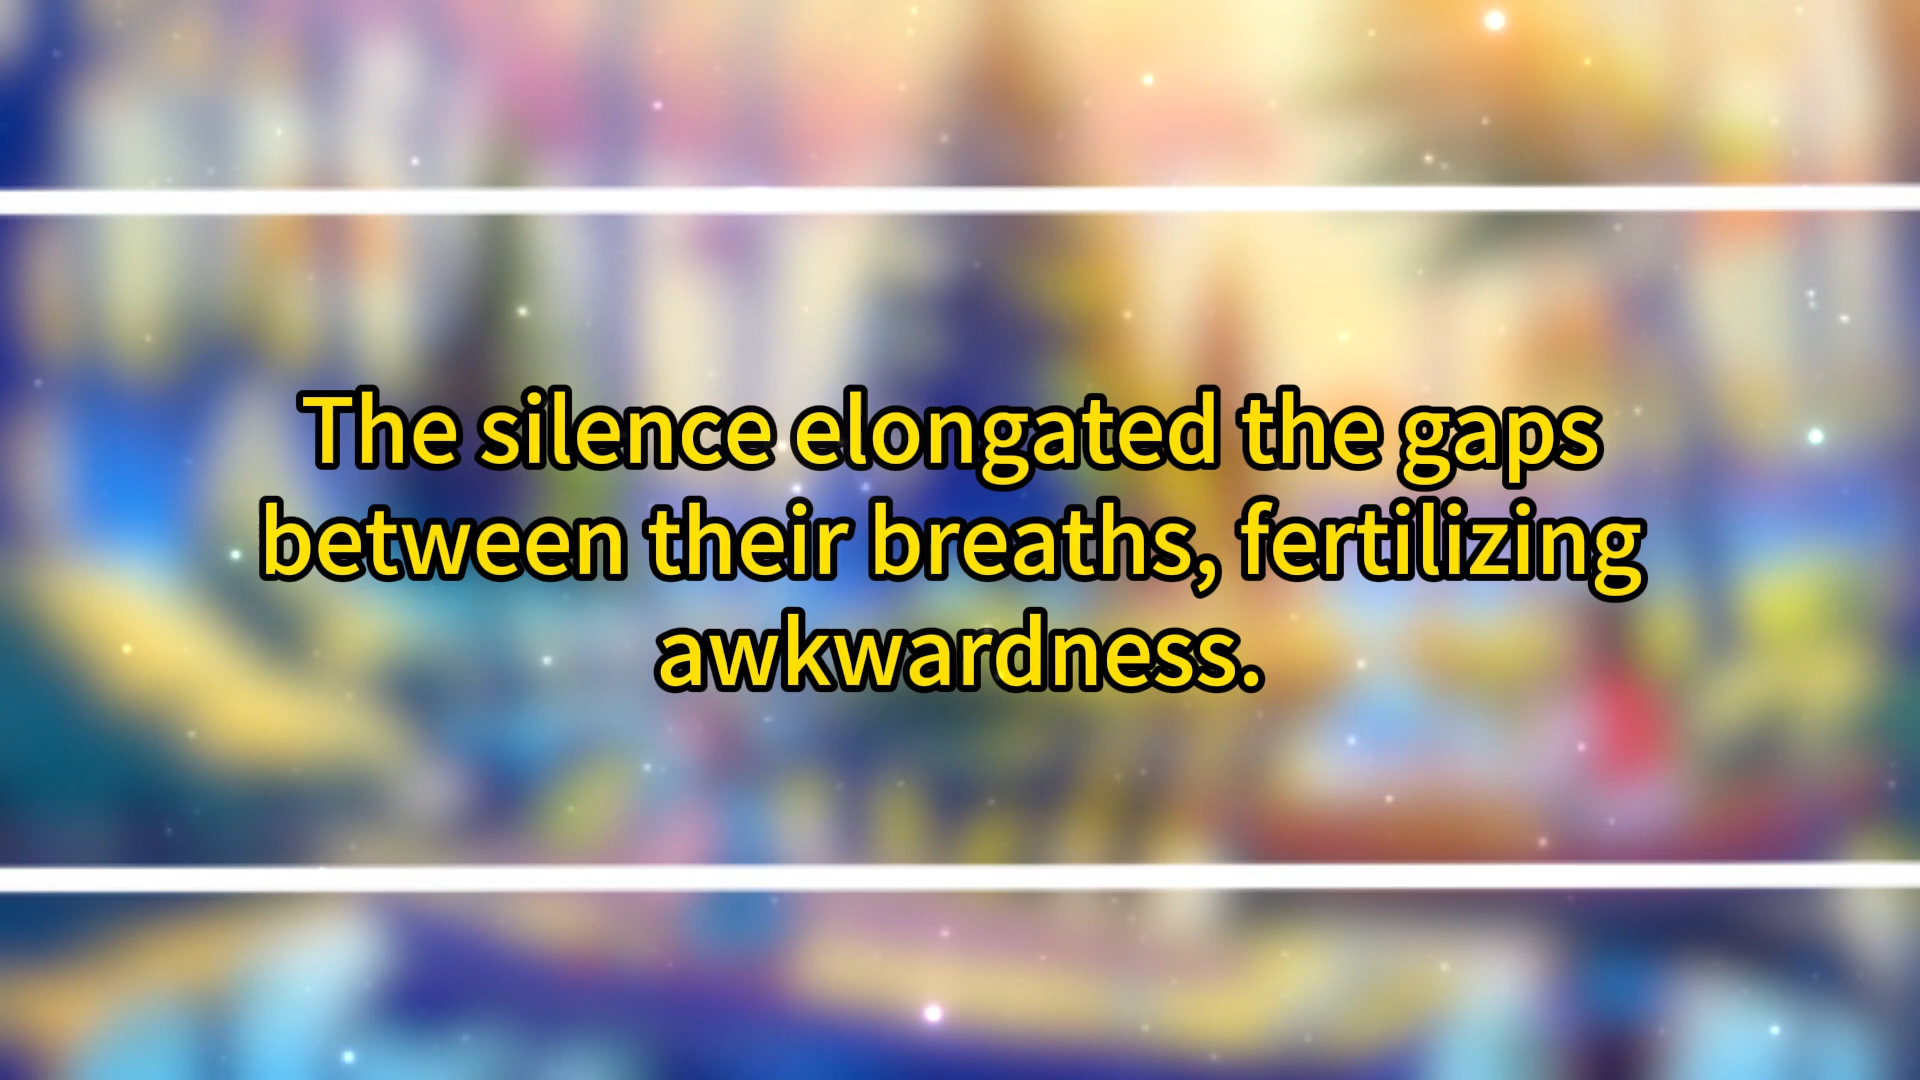 The silence elongated the gaps
between their breaths, fertilizing
awkwardness.